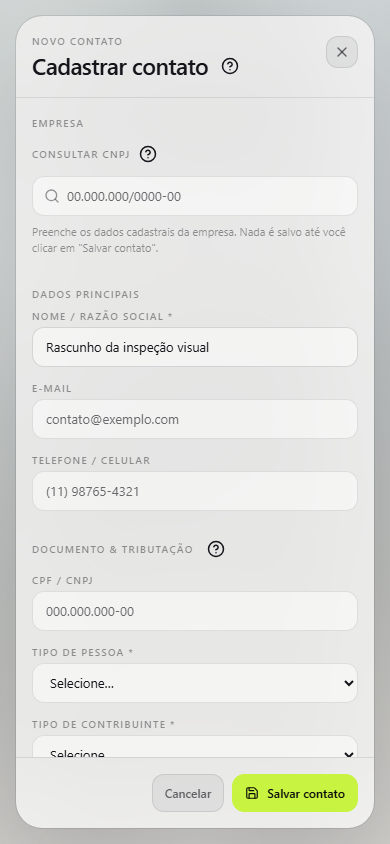 NOVO CONTATO
Cadastrar contato
EMPRESA
CONSULTAR CNPJ
00.000.000/0000-00
Preenche os dados cadastrais da empresa. Nada é salvo até você
clicar em "Salvar contato".
DADOS PRINCIPAIS
NOME / RAZÃO SOCIAL *
Rascunho da inspeção visual
E-MAIL
contato@exemplo.com
TELEFONE / CELULAR
(11) 98765-4321
DOCUMENTO & TRIBUTAÇÃO
CPF / CNPJ
000.000.000-00
TIPO DE PESSOA *
Selecione...
TIPO DE CONTRIBUINTE *
Selecione
Cancelar
Salvar contato